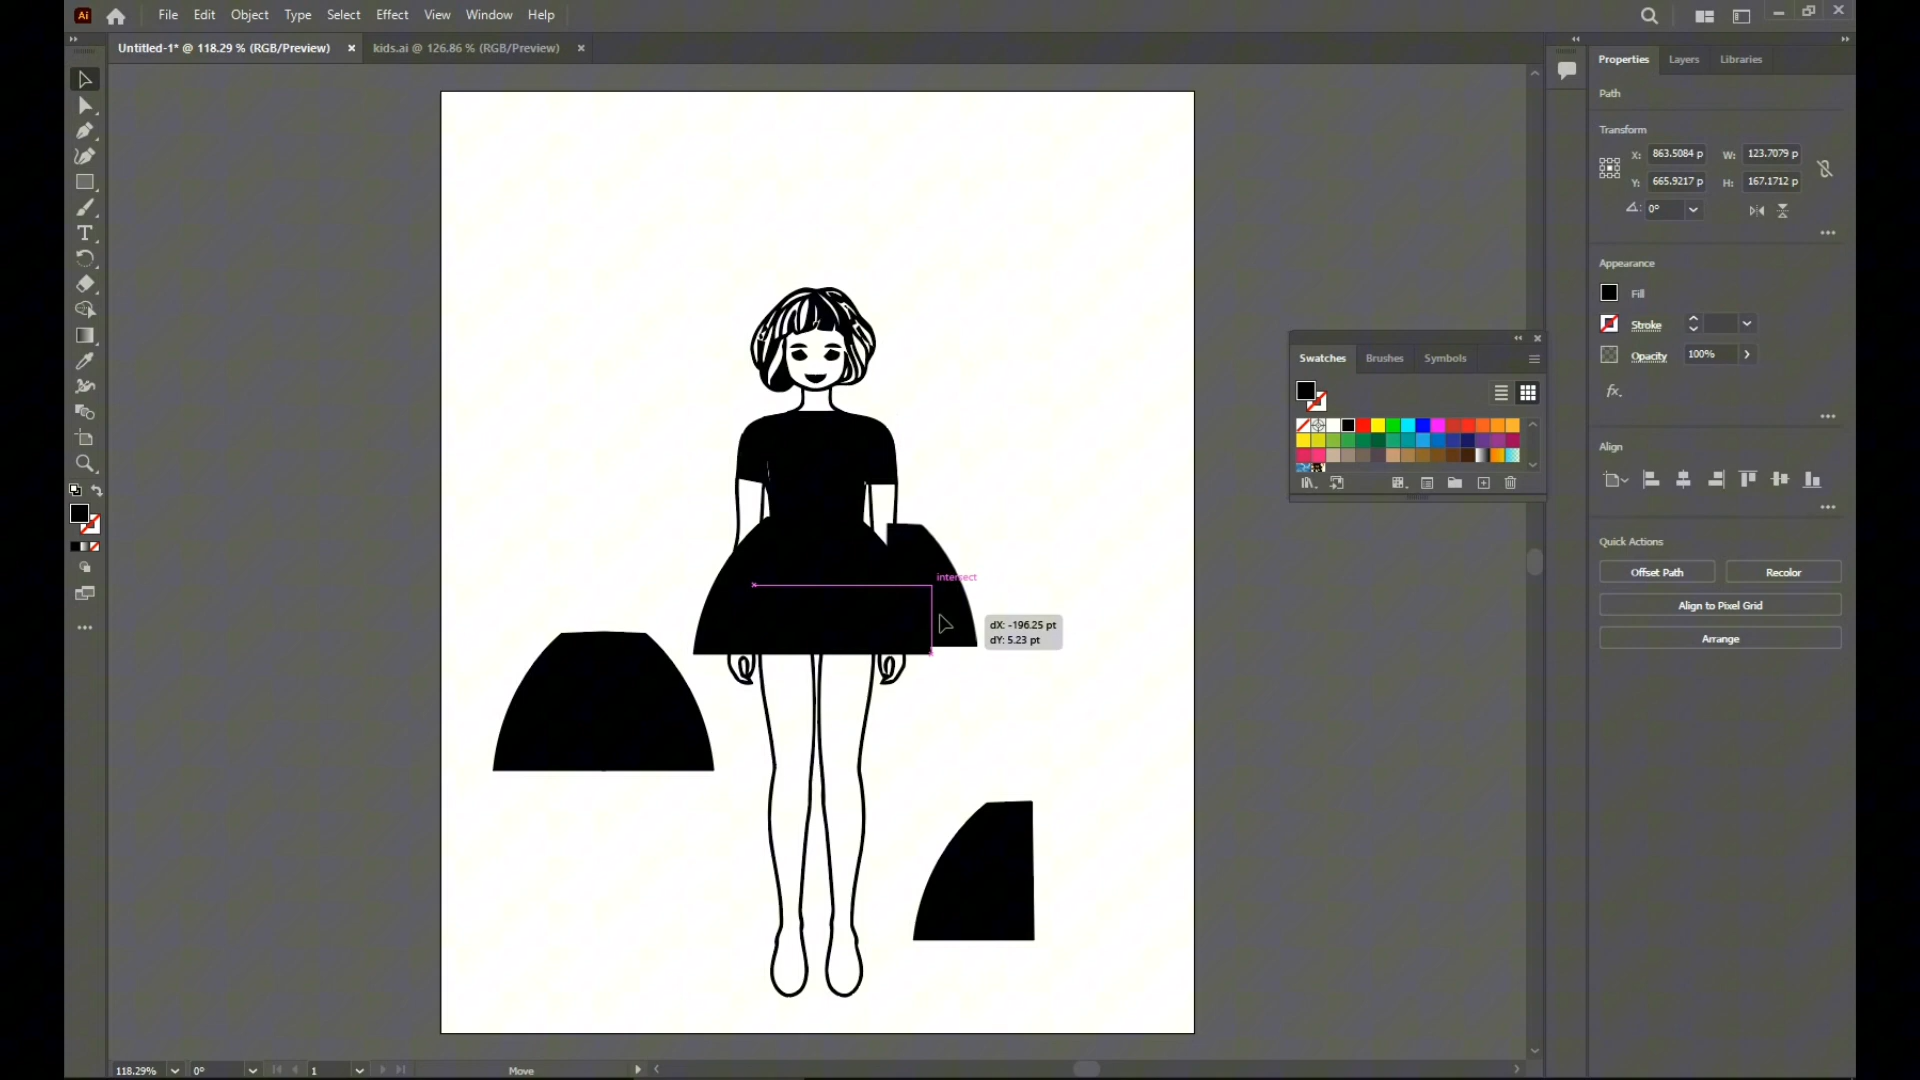 Ai File Edit Object Type Select Effect View Window Help
Untitled-1* @ 118.29 % (RGB/Preview) × kids.ai @ 126.86 % (RGB/Preview) ×
Properties Layers Libraries
Path
Transform
X: 863.5084 p W: 123.7079 p
Y: 665.9217 p H: 167.1712 p
0°
Appearance
Fill
Stroke
Opacity 100%
fx.
Align
Quick Actions
Offset Path Recolor
Align to Pixel Grid
Arrange
Swatches Brushes Symbols
intersect
dX: -196.25 pt
dY: 5.23 pt
118.29% 0° 1 Move